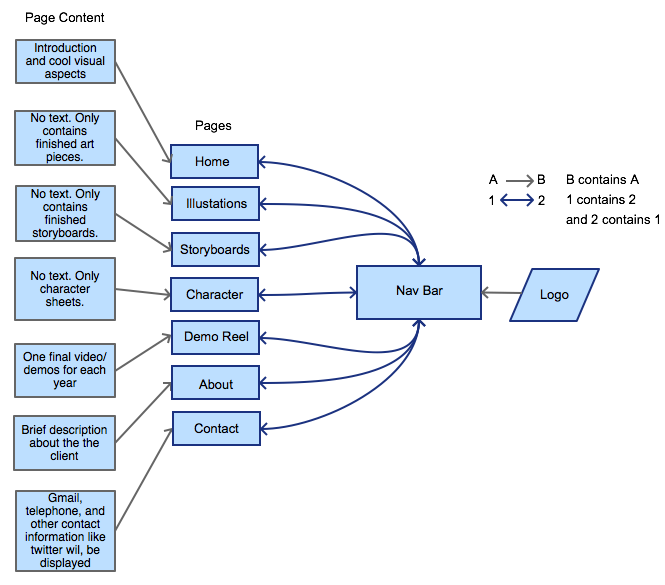 Page Content
Introduction
and cool visual
aspects
No text. Only
contains
finished art
pieces.
No text. Only
contains
finished
storyboards.
No text. Only
character
sheets.
One final video/
demos for each
year
Brief description
about the the
client
Gmail,
telephone, and
other contact
information like
twitter wil, be
displayed
Pages
Home
Illustations
Storyboards
Character
Demo Reel
About
Contact
Nav Bar
Logo
A B B contains A
1 2 1 contains 2
and 2 contains 1